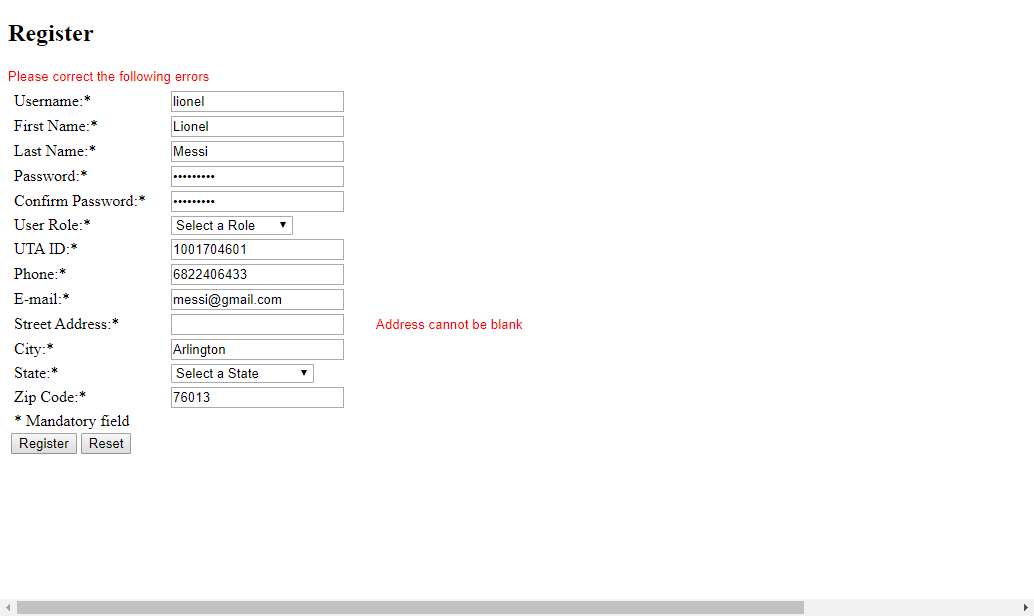 Register
Please correct the following errors
Username:* lionel
First Name:* Lionel
Last Name:* Messi
Password:* •••••••••
Confirm Password:* •••••••••
User Role:* Select a Role
UTA ID:* 1001704601
Phone:* 6822406433
E-mail:* messi@gmail.com
Street Address:* Address cannot be blank
City:* Arlington
State:* Select a State
Zip Code:* 76013
* Mandatory field
Register Reset